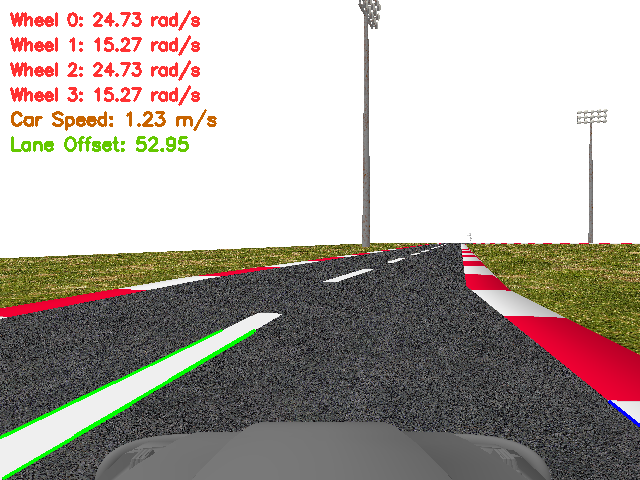 Wheel 0: 24.73 rad/s
Wheel 1: 15.27 rad/s
Wheel 2: 24.73 rad/s
Wheel 3: 15.27 rad/s
Car Speed: 1.23 m/s
Lane Offset: 52.95